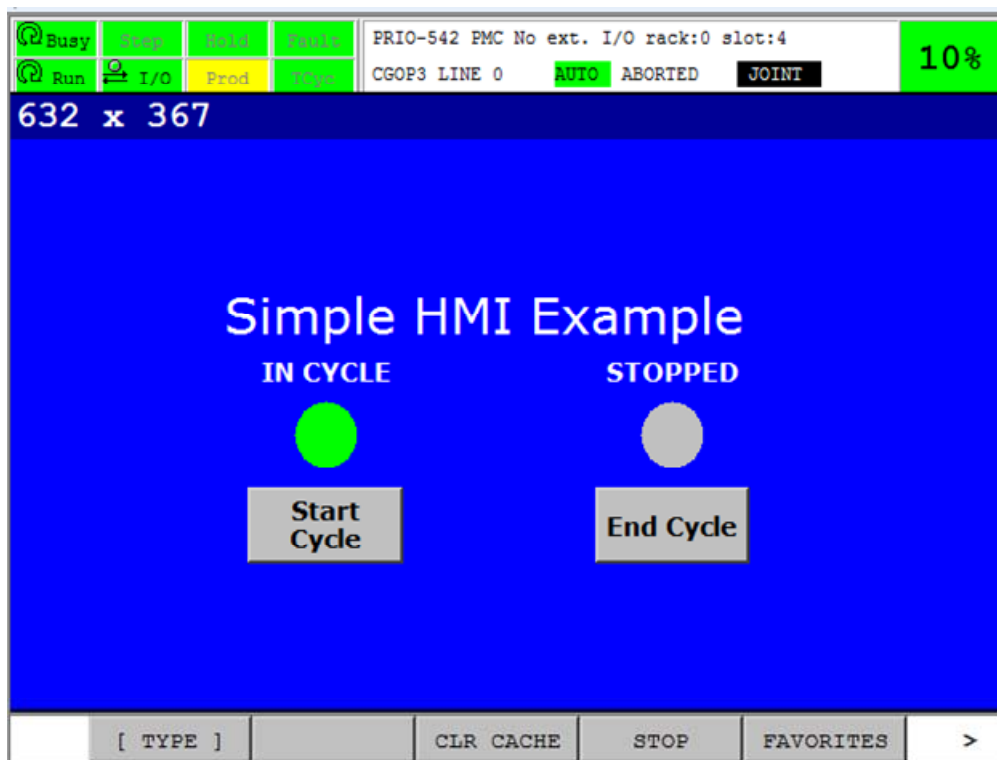 Busy Step Hold Fault
Run I/O Prod TCyc
PRIO-542 PMC No ext. I/O rack:0 slot:4
CGOP3 LINE 0 AUTO ABORTED JOINT
10%
632 x 367
Simple HMI Example
IN CYCLE STOPPED
Start
Cycle
End Cycle
[ TYPE ] CLR CACHE STOP FAVORITES >